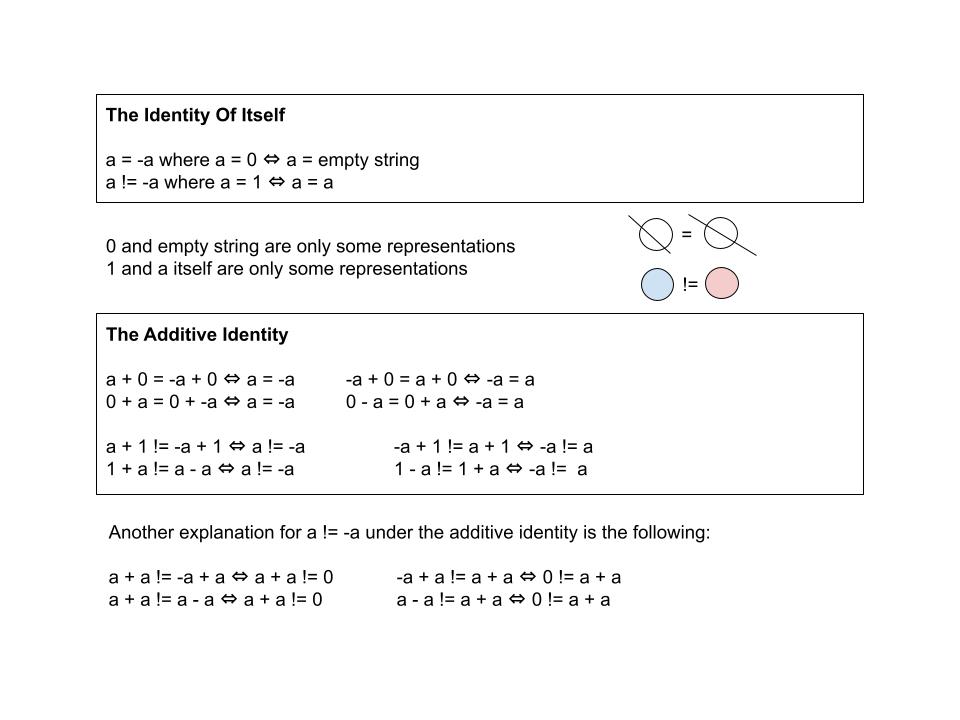 The Identity Of Itself
a = -a where a = 0 ⇔ a = empty string
a != -a where a = 1 ⇔ a = a
0 and empty string are only some representations
1 and a itself are only some representations
=
!=
The Additive Identity
a + 0 = -a + 0 ⇔ a = -a -a + 0 = a + 0 ⇔ -a = a
0 + a = 0 + -a ⇔ a = -a 0 - a = 0 + a ⇔ -a = a
a + 1 != -a + 1 ⇔ a != -a -a + 1 != a + 1 ⇔ -a != a
1 + a != a - a ⇔ a != -a 1 - a != 1 + a ⇔ -a != a
Another explanation for a != -a under the additive identity is the following:
a + a != -a + a ⇔ a + a != 0 -a + a != a + a ⇔ 0 != a + a
a + a != a - a ⇔ a + a != 0 a - a != a + a ⇔ 0 != a + a